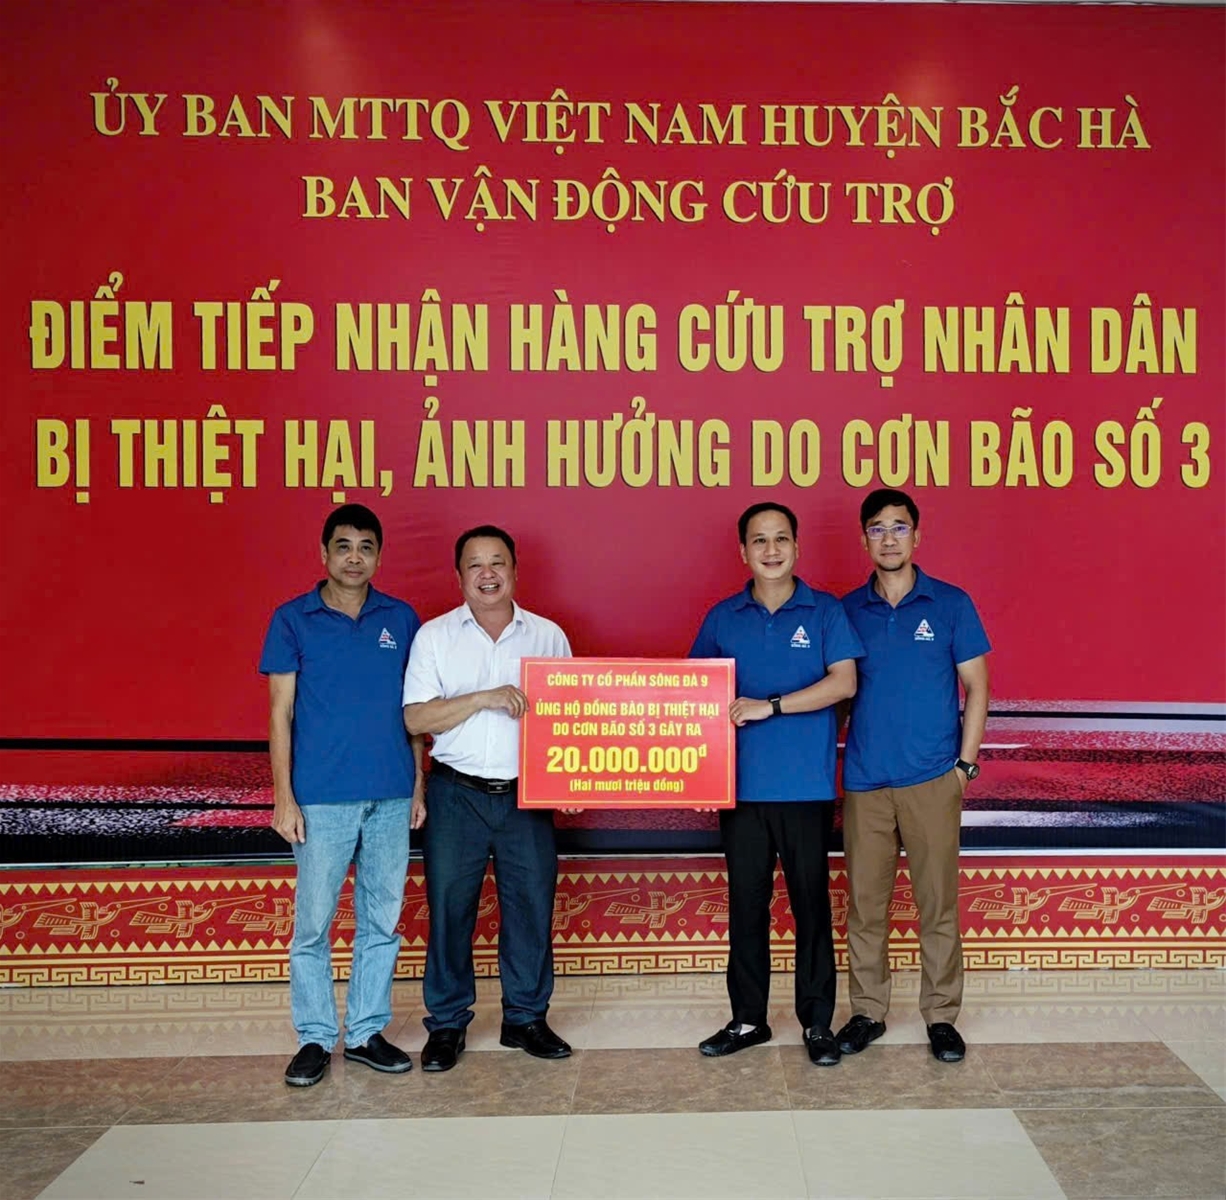 ỦY BAN MTTQ VIỆT NAM HUYỆN BẮC HÀ
BAN VẬN ĐỘNG CỨU TRỢ
ĐIỂM TIẾP NHẬN HÀNG CỨU TRỢ NHÂN DÂN
BỊ THIỆT HẠI, ẢNH HƯỞNG DO CƠN BÃO SỐ 3
CÔNG TY CỔ PHẦN SÔNG ĐÀ 9
ỦNG HỘ ĐỒNG BÀO BỊ THIỆT HẠI
DO CƠN BÃO SỐ 3 GÂY RA
20.000.000đ
(Hai mươi triệu đồng)